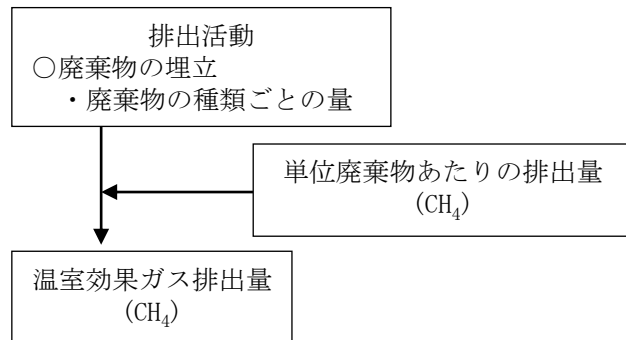 排出活動
○廃棄物の埋立
・廃棄物の種類ごとの量
単位廃棄物あたりの排出量
(CH₄)
温室効果ガス排出量
(CH₄)